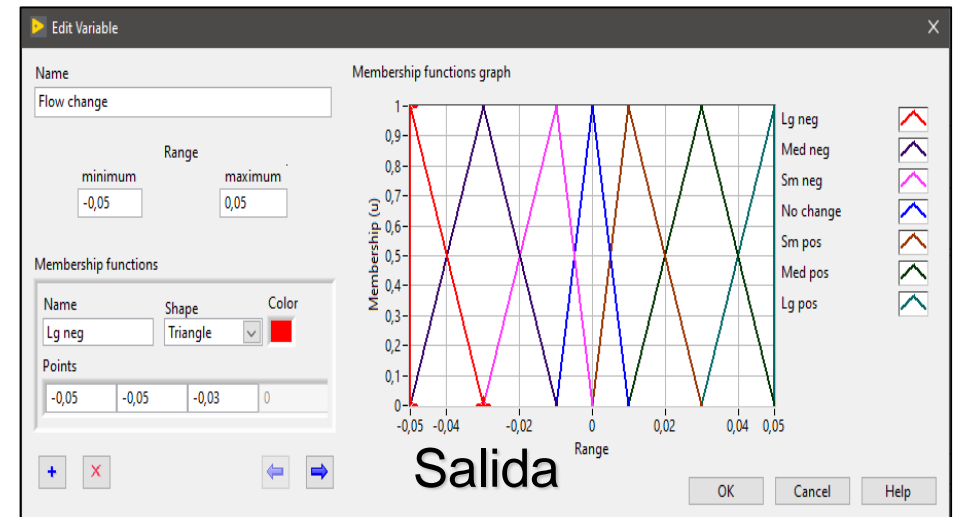 Edit Variable
X
Name
Flow change
Range
minimum
maximum
-0,05
0,05
Membership functions
Name
Shape
Color
Lg neg
Triangle
Points
-0,05
-0,05
-0,03
0
+
X
Membership functions graph
Membership (u)
1
0,9
0,8
0,7
0,6
0,5
0,4
0,3
0,2
0,1
0
-0,05
-0,04
-0,02
0
0,02
0,04
0,05
Range
Lg neg
Med neg
Sm neg
No change
Sm pos
Med pos
Lg pos
Salida
OK
Cancel
Help